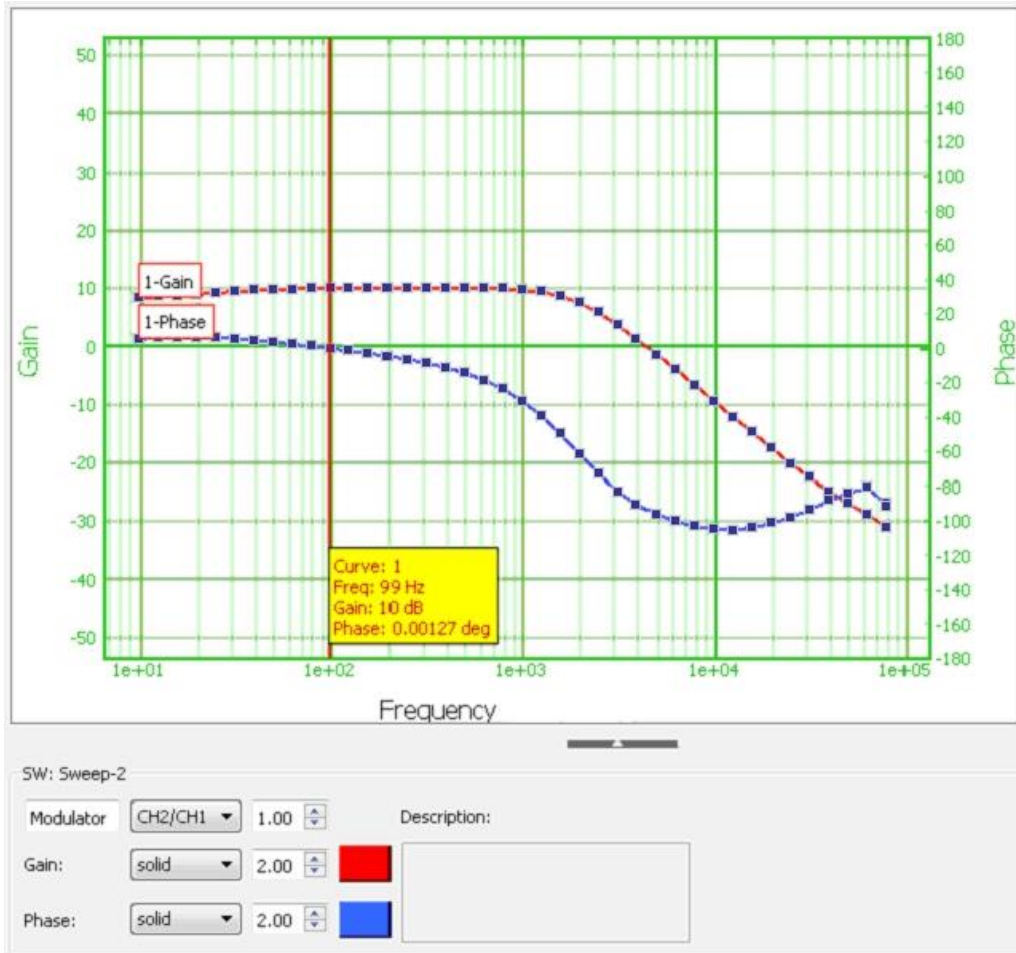 50
40
30
20
10
0
-10
-20
-30
-40
-50
Gain
180
160
140
120
100
80
60
40
20
0
-20
-40
-60
-80
-100
-120
-140
-160
-180
Phase
1-Gain
1-Phase
Curve: 1
Freq: 99 Hz
Gain: 10 dB
Phase: 0.00127 deg
1e+01 1e+02 1e+03 1e+04 1e+05
Frequency
SW: Sweep-2
Modulator CH2/CH1 1.00 Description:
Gain: solid 2.00
Phase: solid 2.00